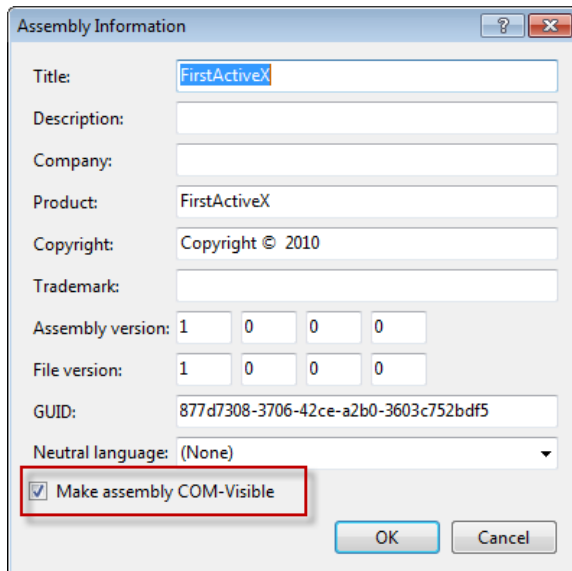 Assembly Information
Title: FirstActiveX
Description:
Company:
Product: FirstActiveX
Copyright: Copyright © 2010
Trademark:
Assembly version: 1 0 0 0
File version: 1 0 0 0
GUID: 877d7308-3706-42ce-a2b0-3603c752bdf5
Neutral language: (None)
Make assembly COM-Visible
OK Cancel